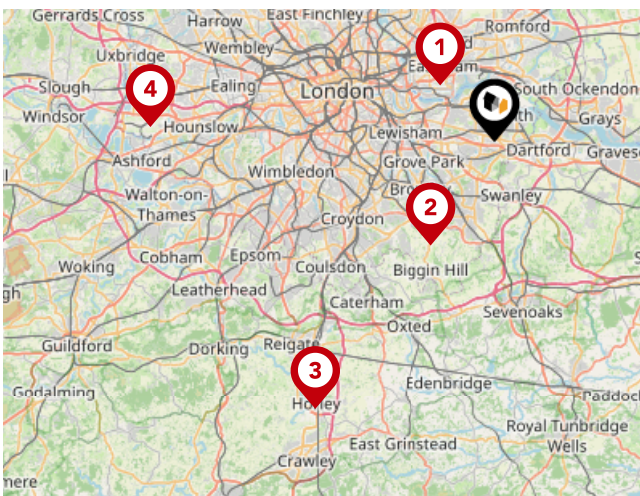 Gerrards Cross
Harrow
East Finchley
Romford
Uxbridge
Wembley
1
4
Slough
Ealing
London
South Ockendon
Windsor
Hounslow
Lewisham
Grays
Ashford
Grove Park
Dartford
Wimbledon
Walton-on-
Thames
Swanley
2
Croydon
Woking
Cobham
Epsom
Coulsdon
Biggin Hill
Leatherhead
Caterham
Sevenoaks
Oxted
Guildford
Dorking
Reigate
3
Edenbridge
Godalming
Horley
Paddock
Royal Tunbridge
Wells
East Grinstead
Crawley